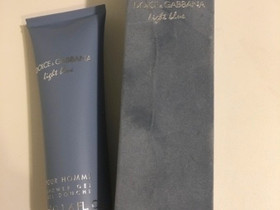 DOLCE & GABBANA
light blue
DOLCE & GABBANA
light blue
POUR HOMME
SHOWER GEL